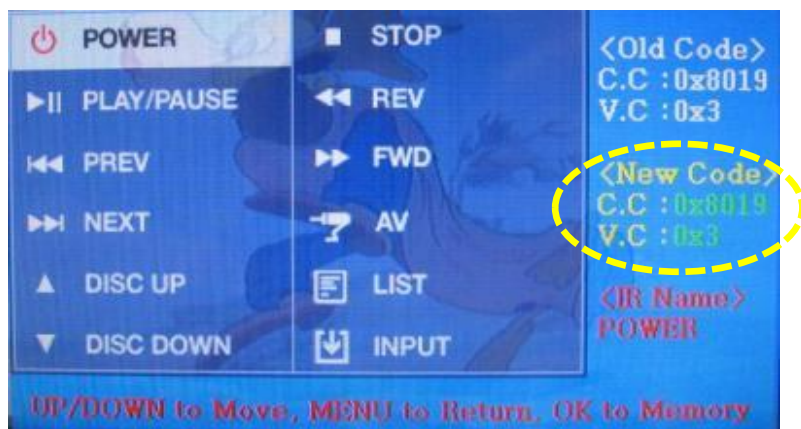 POWER
PLAY/PAUSE
PREV
NEXT
DISC UP
DISC DOWN
STOP
REV
FWD
AV
LIST
INPUT
<Old Code>
C.C :0x8019
V.C :0x3
<New Code>
C.C :0x8019
V.C :0x3
<IR Name>
POWER
UP/DOWN to Move, MENU to Return, OK to Memory